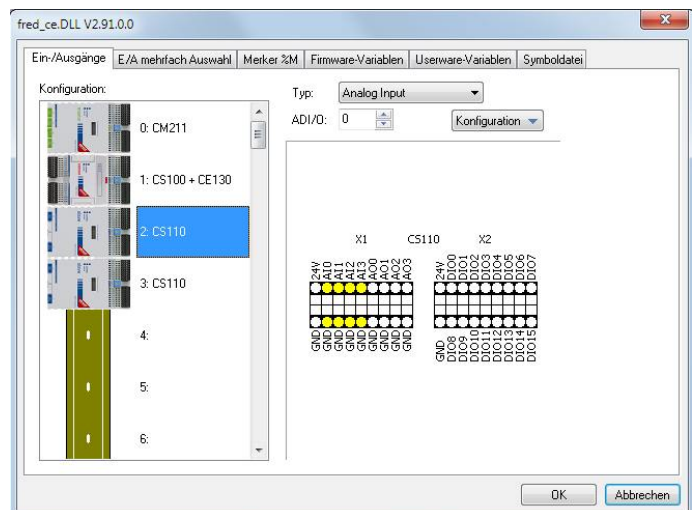 fred_ce.DLL V2.91.0.0
Ein-/Ausgänge E/A mehrfach Auswahl Merker %M Firmware-Variablen Userware-Variablen Symboldatei
Konfiguration:
Typ: Analog Input
ADI/O: 0 Konfiguration
0: CM211
1: CS100 + CE130
2: CS110
3: CS110
4:
5:
6:
X1 CS110 X2
24V AI0 AI1 AI2 AI3 AO0 AO1 AO2 AO3
24V DIO0 DIO1 DIO2 DIO3 DIO4 DIO5 DIO6 DIO7
GND GND GND GND GND GND GND GND GND
GND DIO8 DIO9 DIO10 DIO11 DIO12 DIO13 DIO14 DIO15
OK Abbrechen